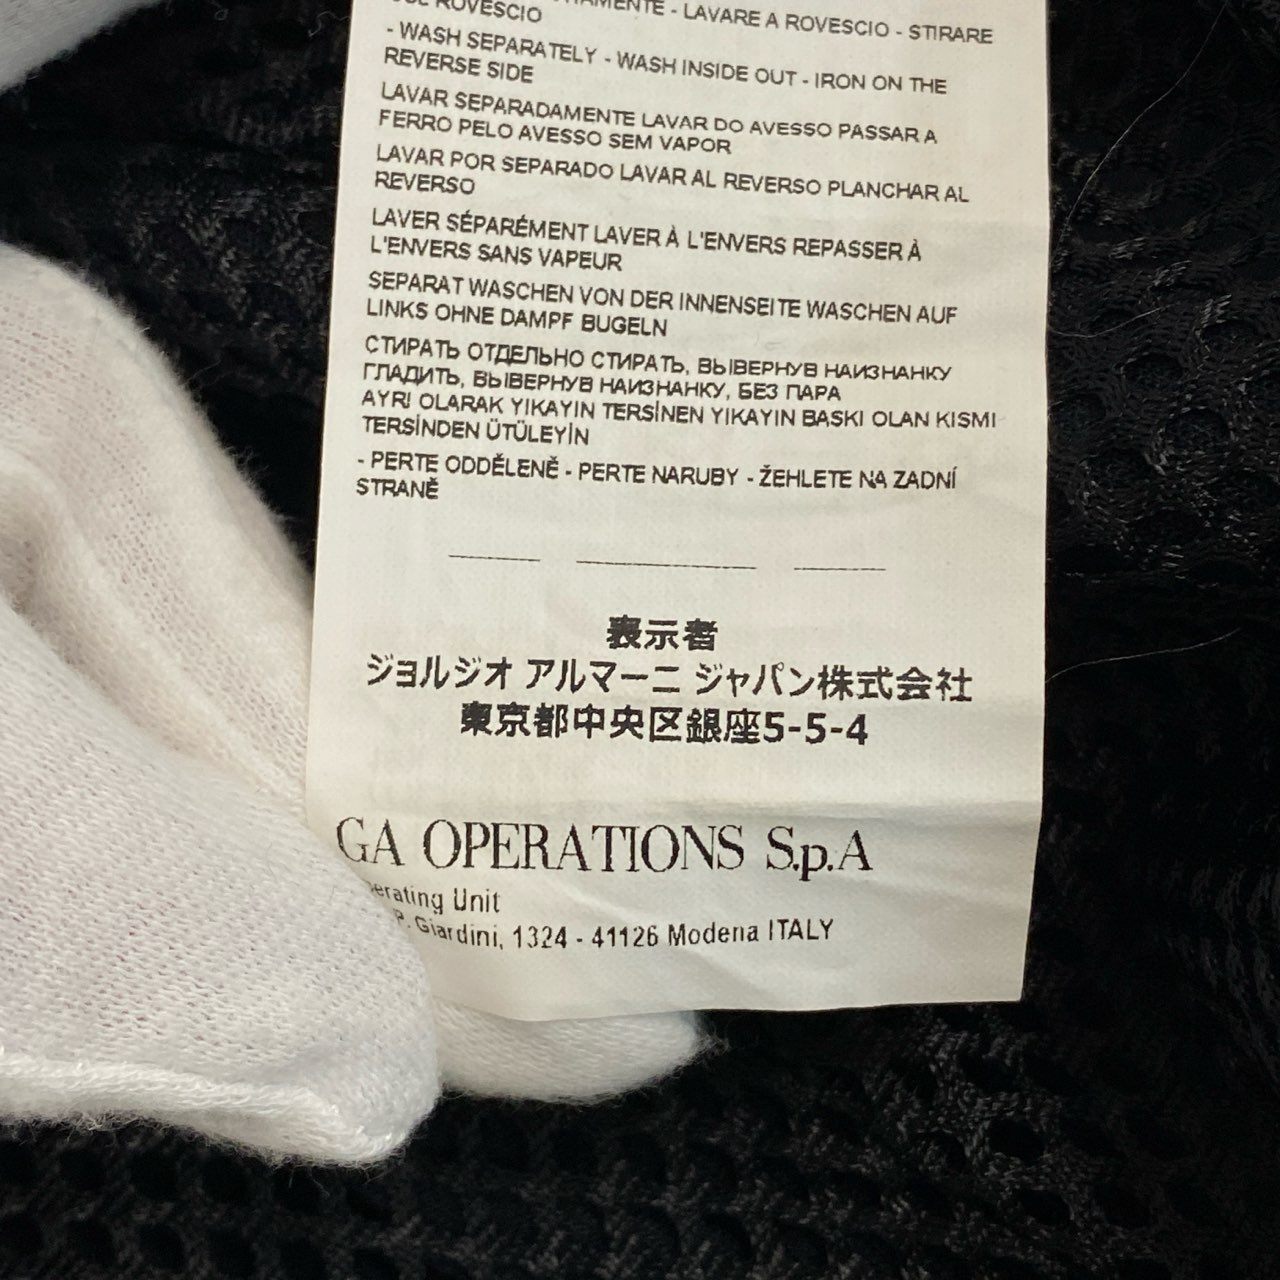 - LAVARE A ROVESCIO - STIRARE
ROVESCIO
- WASH SEPARATELY - WASH INSIDE OUT - IRON ON THE
REVERSE SIDE
LAVAR SEPARADAMENTE LAVAR DO AVESSO PASSAR A
FERRO PELO AVESSO SEM VAPOR
LAVAR POR SEPARADO LAVAR AL REVERSO PLANCHAR AL
REVERSO
LAVER SÉPARÉMENT LAVER À L'ENVERS REPASSER À
L'ENVERS SANS VAPEUR
SEPARAT WASCHEN VON DER INNENSEITE WASCHEN AUF
LINKS OHNE DAMPF BUGELN
СТИРАТЬ ОТДЕЛЬНО СТИРАТЬ, ВЫВЕРНУВ НАИЗНАНКУ
ГЛАДИТЬ, ВЫВЕРНУВ НАИЗНАНКУ, БЕЗ ПАРА
AYRI OLARAK YIKAYIN TERSİNEN YIKAYIN BASKI OLAN KISMI
TERSİNDEN ÜTÜLEYİN
- PERTE ODDĚLENĚ - PERTE NARUBY - ŽEHLETE NA ZADNÍ
STRANĚ
表示者
ジョルジオ アルマーニ ジャパン株式会社
東京都中央区銀座5-5-4
GA OPERATIONS S.p.A
Unit
P. Giardini, 1324 - 41126 Modena ITALY